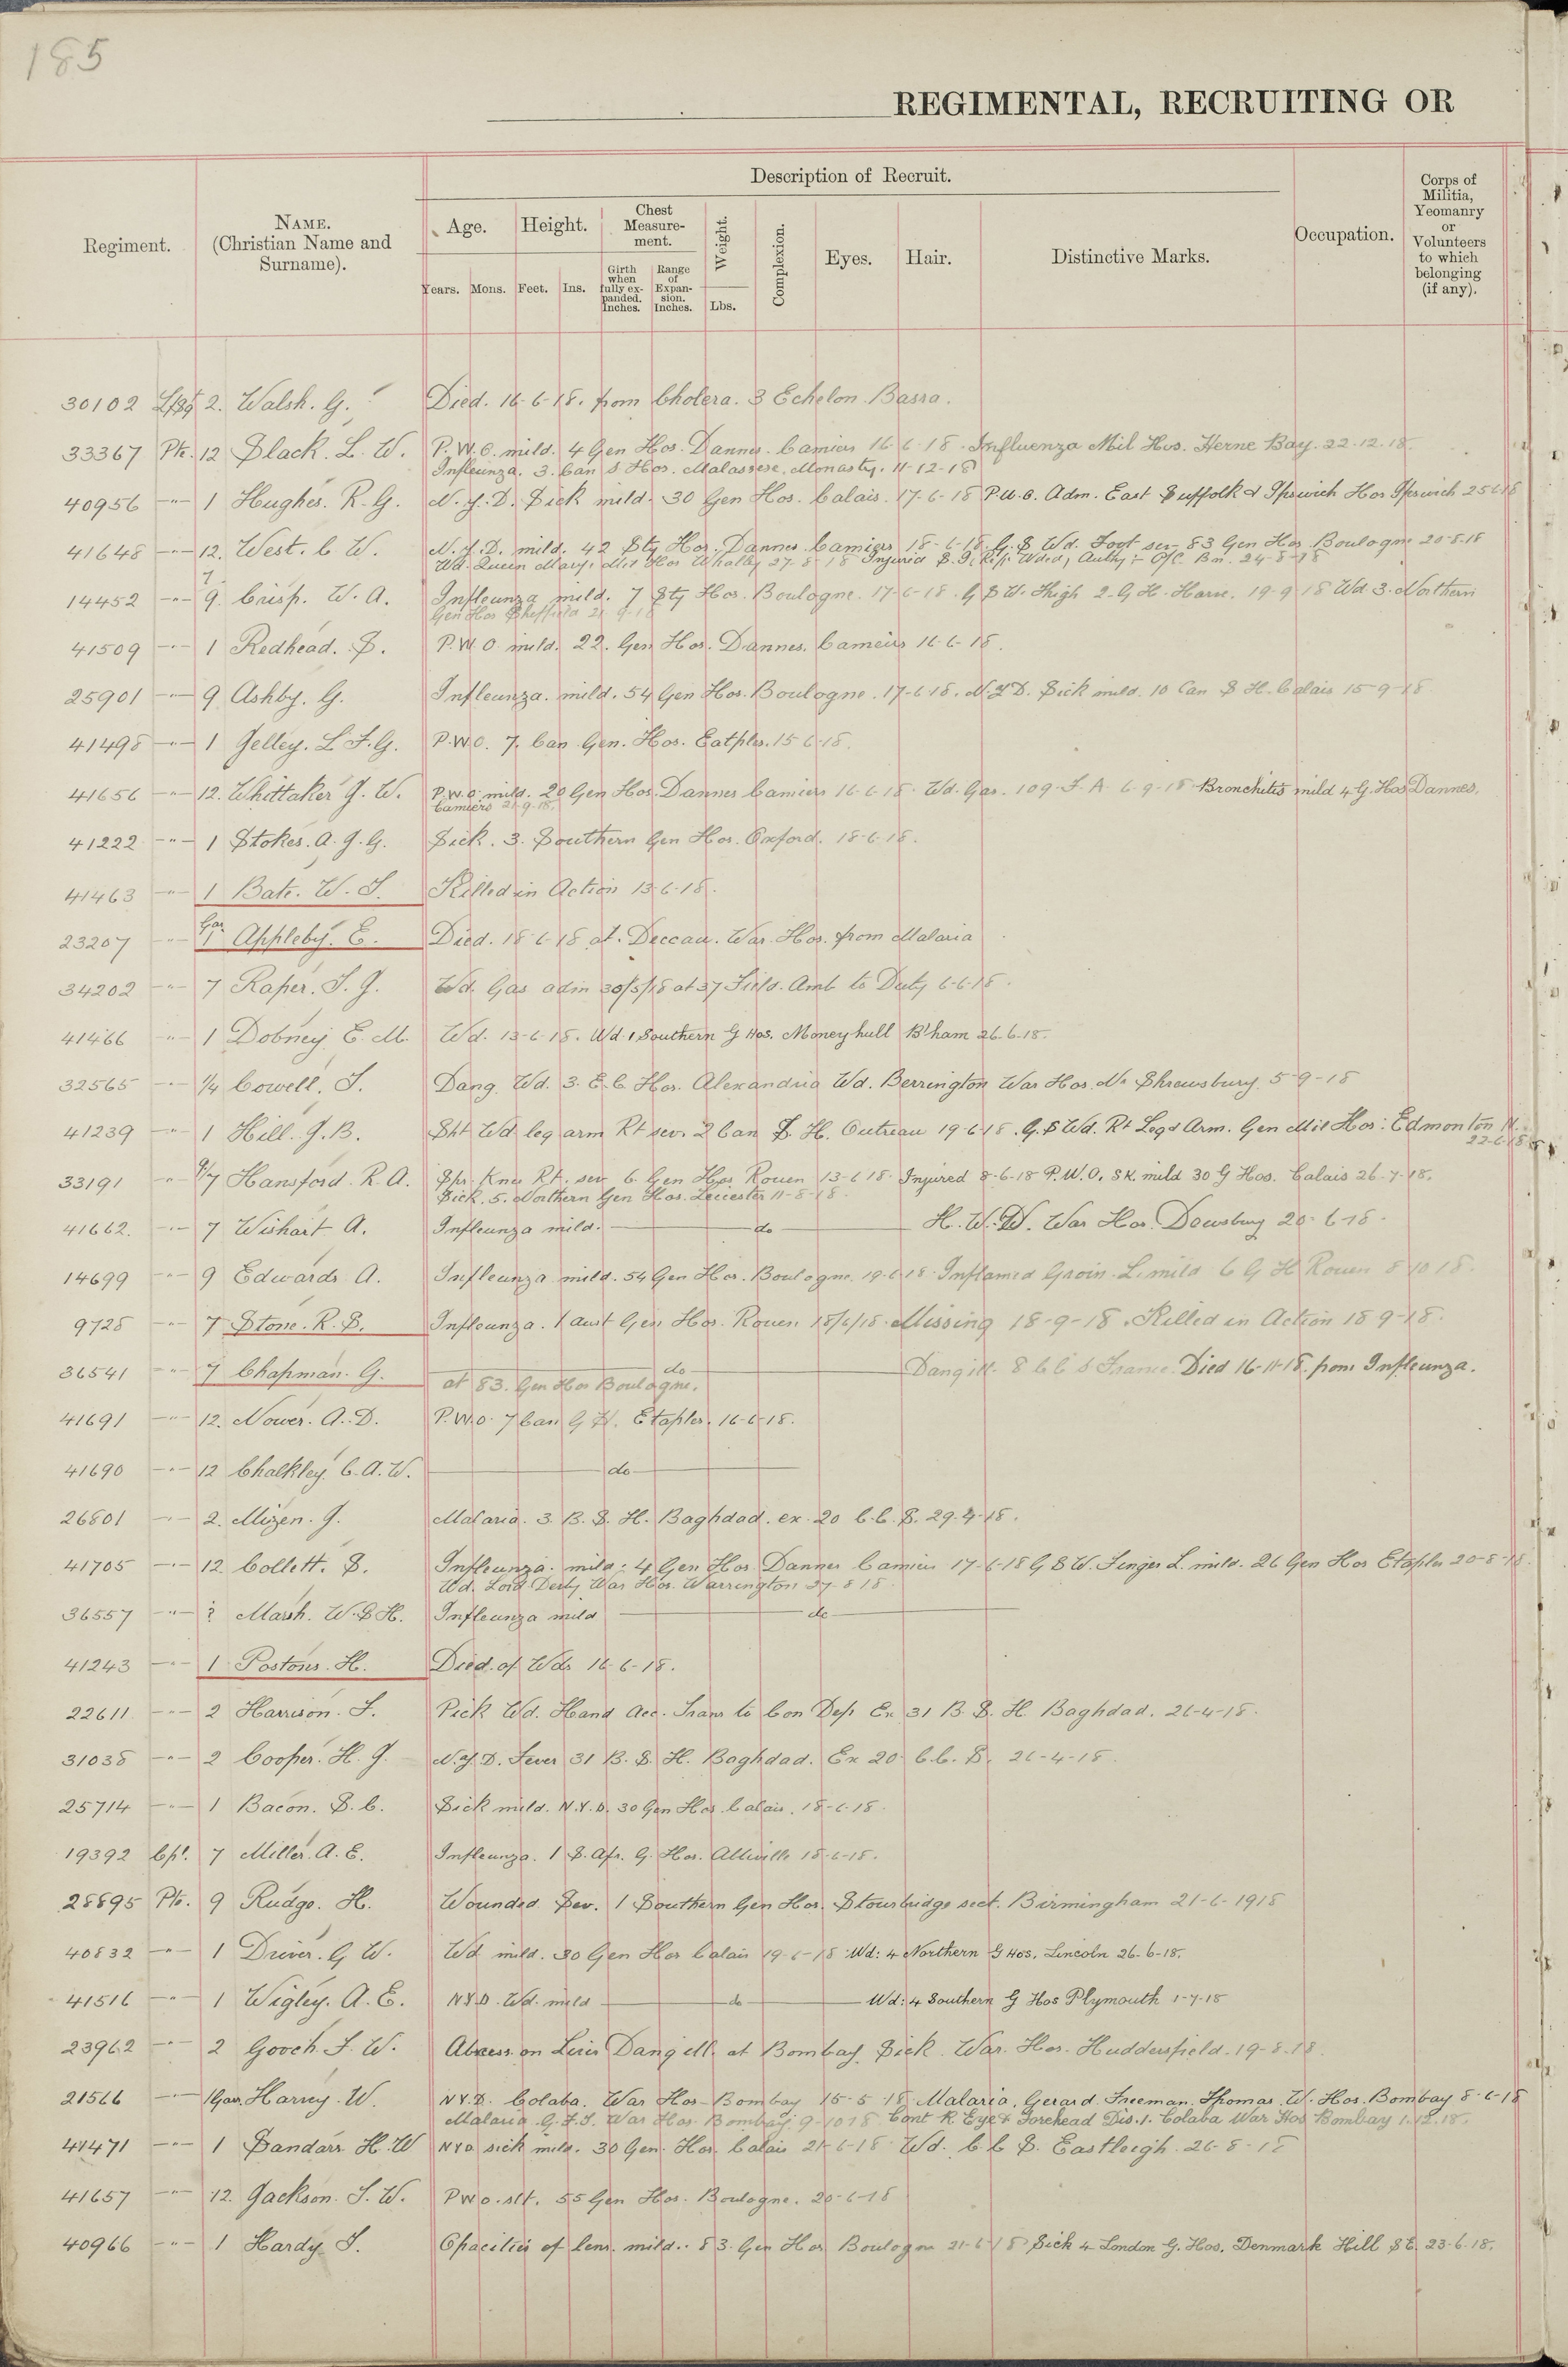 185
REGIMENTAL, RECRUITING OR
Regiment.
NAME.
(Christian Name and
Surname).
Description of Recruit.
Age.
Years. Mons.
Height.
Feet. Ins.
Chest
Measure-
ment.
Girth
when
fully ex-
panded.
Inches.
Range
of
Expan-
sion.
Inches.
Weight.
Lbs.
Complexion.
Eyes.
Hair.
Distinctive Marks.
Occupation.
Corps of
Militia,
Yeomanry
or
Volunteers
to which
belonging
(if any).
30102 L/Sgt 2. Walsh. G. Died. 16-6-18. from Cholera. 3 Echelon Basra.
33367 Pte. 12 Slack. L. W. P.W.O. mild. 4 Gen Hos. Dannes. Camiers 16-6-18. Influenza Mil Hos. Herne Bay. 22.12.18.
Infleunza. 3. Can S Hos. Malassese, Monasty. 11-12-18
40956 -"- 1 Hughes. R. G. N.Y.D. Sick mild. 30 Gen Hos. Calais. 17-6-18 P.U.O. Adm. East Suffolk & Ipswich Hos Ipswich 25618
41648 -"- 12. West. C W. N.Y.D. mild. 42 Sty Hos. Dannes Camiers 18-6-18. G.S Wd. Foot sev 83 Gen Hos. Boulogne 20-8-18
Wd. Queen Marys Mil Hos Whalley 27-8-18 Injured S.I. Rep: Wded, Authy:- O/C. Bn. 24-8-18
14452 -"- 7. 9. Crisp. W. A. Infleunza mild. 7 Sty Hos. Boulogne. 17-6-18. G S W. Thigh 2. G H. Havre. 19-9-18 Wd 3. Northern
Gen Hos Sheffield 21-9-18
41509 -"- 1 Redhead. S. P.W.O mild. 22. Gen Hos. Dannes. Cameirs 16-6-18.
25901 -"- 9 Ashby. G. Infleunza. mild. 54 Gen Hos. Boulogne. 17-6-18. N.Y.D. Sick mild. 10 Can S H. Calais 15-9-18
41498 -"- 1 Jelley. L. F. G. P.W.O. 7. Can Gen. Hos. Eatples. 15-6-18.
41656 -"- 12. Whittaker J. W. P.W.O. mild. 20 Gen Hos. Dannes Camiers 16-6-18. Wd. Gas. 109. F.A. 6-9-18 Bronchites mild 4 G. Hos Dannes.
Camiers 21-9-18.
41222 -"- 1 Stokes. A. J. G. Sick. 3. Southern Gen Hos. Oxford. 18-6-18.
41463 -"- 1 Bate. W. J. Killed in Action 13-6-18.
23207 -"- Gar. 1 Appleby. E. Died. 18-6-18 at. Deccan. War. Hos. from Malaria
34202 -"- 7 Raper. J. J. Wd. Gas adm 30/5/18 at 37 Field. Amb to Duty 6-6-18.
41466 -"- 1 Dobney E. M. Wd. 13-6-18. Wd. 1 Southern G Hos. Moneyhull B'ham 26-6-18.
32565 -"- 1/4 Cowell. J. Dang. Wd. 3. E. C. Hos. Alexandria Wd. Berrington War Hos. Nr Shrewsbury. 5-9-18
41239 -"- 1 Hill. J. B. Sht Wd leg arm Rt sev. 2 Can S. H. Outreau 19-6-18. G.S Wd. Rt Leg & Arm. Gen Mil Hos: Edmonton N.
22-6-18
33191 -"- 9/7 Hansford. R. A. Spr. Knee Rt. sev 6. Gen Hos Rouen 13-6-18. Injured 8-6-18 P.U.O. SK. mild 30 G Hos. Calais 26-7-18.
Sick. 5. Northern Gen Hos. Leicester 11-8-18.
41662. -"- 7 Wishart A. Infleunza mild. — do — H. W. D. War Hos. Dewsbury 20-6-18.
14699 -"- 9 Edwards A. Infleunza mild. 54 Gen Hos. Boulogne. 19-6-18. Inflamed Groin. L. mild 6 G H Rouen 8-10-18.
9728 -"- 7 Stone. R. S. Infleunza. 1 Aust Gen Hos. Rouen 18/6/18. Missing 18-9-18. Killed in Action 18-9-18.
36541 -"- 7 Chapman. G. — do — Dang ill. 8 C C S France. Died 16-11-18. from Infleunza.
at 83. Gen Hos Boulogne.
41691 -"- 12. Nower. A. D. P.W.O. 7 Can G H. Etaples. 16-6-18.
41690 -"- 12 Chalkley. C. A. W. — do —
26801 -"- 2. Mizen. J. Malaria. 3. B. S. H. Baghdad. ex. 20 C.C.S. 29-4-18.
41705 -"- 12 Collett. S. Infleunza. mild. 4 Gen Hos Dannes Camiers 17-6-18 G S W. Finger L. mild. 26 Gen Hos Etaples 20-8-18.
Wd. Lord Derby War Hos. Warrington 27-8-18.
36557 -"- ? Marsh. W. S H. Infleunza mild — do —
41243 -"- 1 Postons. H. Died. of Wds 16-6-18.
22611 -"- 2 Harrison. F. Pick Wd. Hand Acc. Trans to Con Dep Ex 31 B. S. H Baghdad. 26-4-18.
31038 -"- 2 Cooper. H. J. N.Y.D. Fever 31 B. S. H. Baghdad. Ex 20 C.C.S. 26-4-18.
25714 -"- 1 Bacon. S. C. Sick mild. N.Y.D. 30 Gen Hos. Calais. 18-6-18.
19392 Cpl. 7 Miller. A. E. Infleunza. 1 S. Afr. G. Hos. Abbiville 18-6-18.
28895 Pte. 9 Rudge. H. Wounded Sev. 1 Southern Gen Hos. Stourbridge sect. Birmingham 21-6-1918
40832 -"- 1 Driver. G W. Wd mild. 30 Gen Hos Calais 19-6-18. Wd: 4 Northern G Hos, Lincoln 26-6-18.
41516 -"- 1 Wigley. A. E. N.Y.D. Wd. mild — do — Wd: 4 Southern G Hos Plymouth 1-7-18
23962 -"- 2 Gooch. F. W. Abcess on Liver Dang ill. at Bombay. Sick. War. Hos. Huddersfield. 19-8-18.
21566 -"- 1Gar. Harvey. W. N.Y.D. Colaba. War Hos Bombay 15-5-18. Malaria. Gerard Freeman. Thomas. W. Hos. Bombay 8-6-18
Malaria. G. F. T. War Hos. Bombay. 9-10-18. Cont R. Eye & Forehead Dis. 1. Colaba War Hos Bombay 1-12-18.
41471 -"- 1 Sandars. H. W N Y D sick mild. 30 Gen Hos. Calais 21-6-18 Wd. C. C S. Eastleigh. 26-8-18
41657 -"- 12. Jackson. J. W. P W O. slt. 55 Gen Hos. Boulogne. 20-6-18
40966 -"- 1 Hardy J. Opacities of lens. mild. 83. Gen Hos Boulogne 21-6-18 Sick 4 London G. Hos, Denmark Hill S E. 23-6-18.